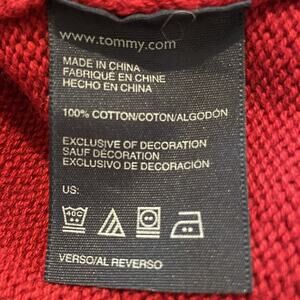 www.tommy.com
MADE IN CHINA
FABRIQUÉ EN CHINE
HECHO EN CHINA
100% COTTON/COTON/ALGODÓN
EXCLUSIVE OF DECORATION
SAUF DÉCORATION
EXCLUSIVO DE DECORACIÓN
US:
40C
VERSO/AL REVERSO